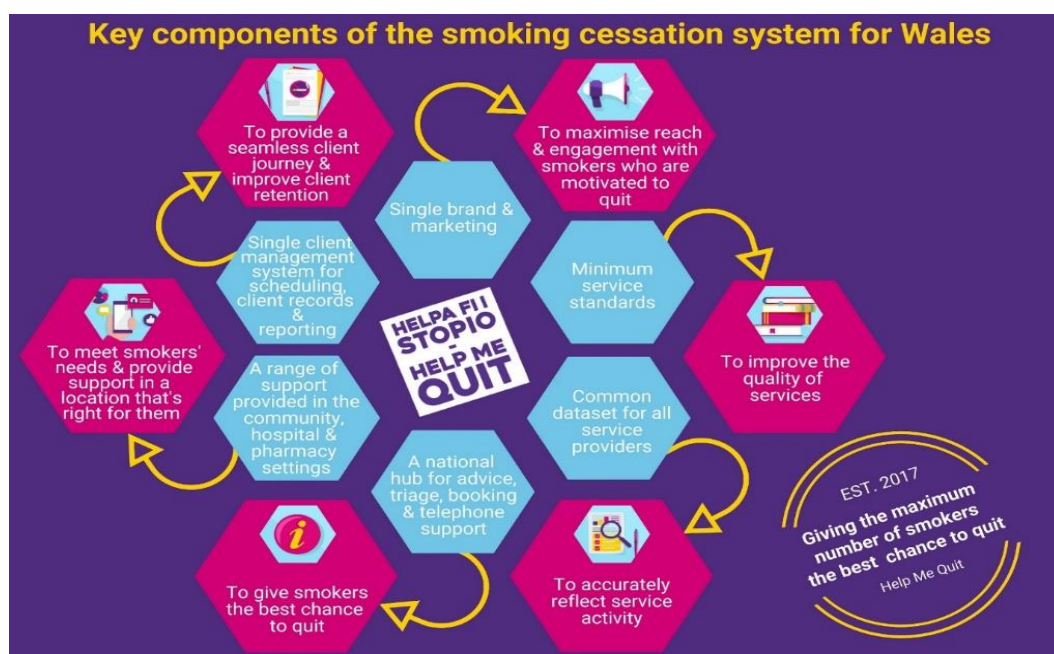 Key components of the smoking cessation system for Wales
To provide a
seamless client
journey &
improve client
retention
To maximise reach
& engagement with
smokers who are
motivated to
quit
Single brand &
marketing
Single client
management
system for
scheduling,
client records
&
reporting
Minimum
service
standards
To meet smokers'
needs & provide
support in a
location that's
right for them
HELPA FI I
STOPIO
-
HELP ME
QUIT
To improve the
quality of
services
A range of
support
provided in the
community,
hospital &
pharmacy
settings
Common
dataset for all
service
providers
A national
hub for advice,
triage, booking
& telephone
support
To give smokers
the best chance
to quit
To accurately
reflect service
activity
EST. 2017
Giving the maximum
number of smokers
the best chance to quit
Help Me Quit